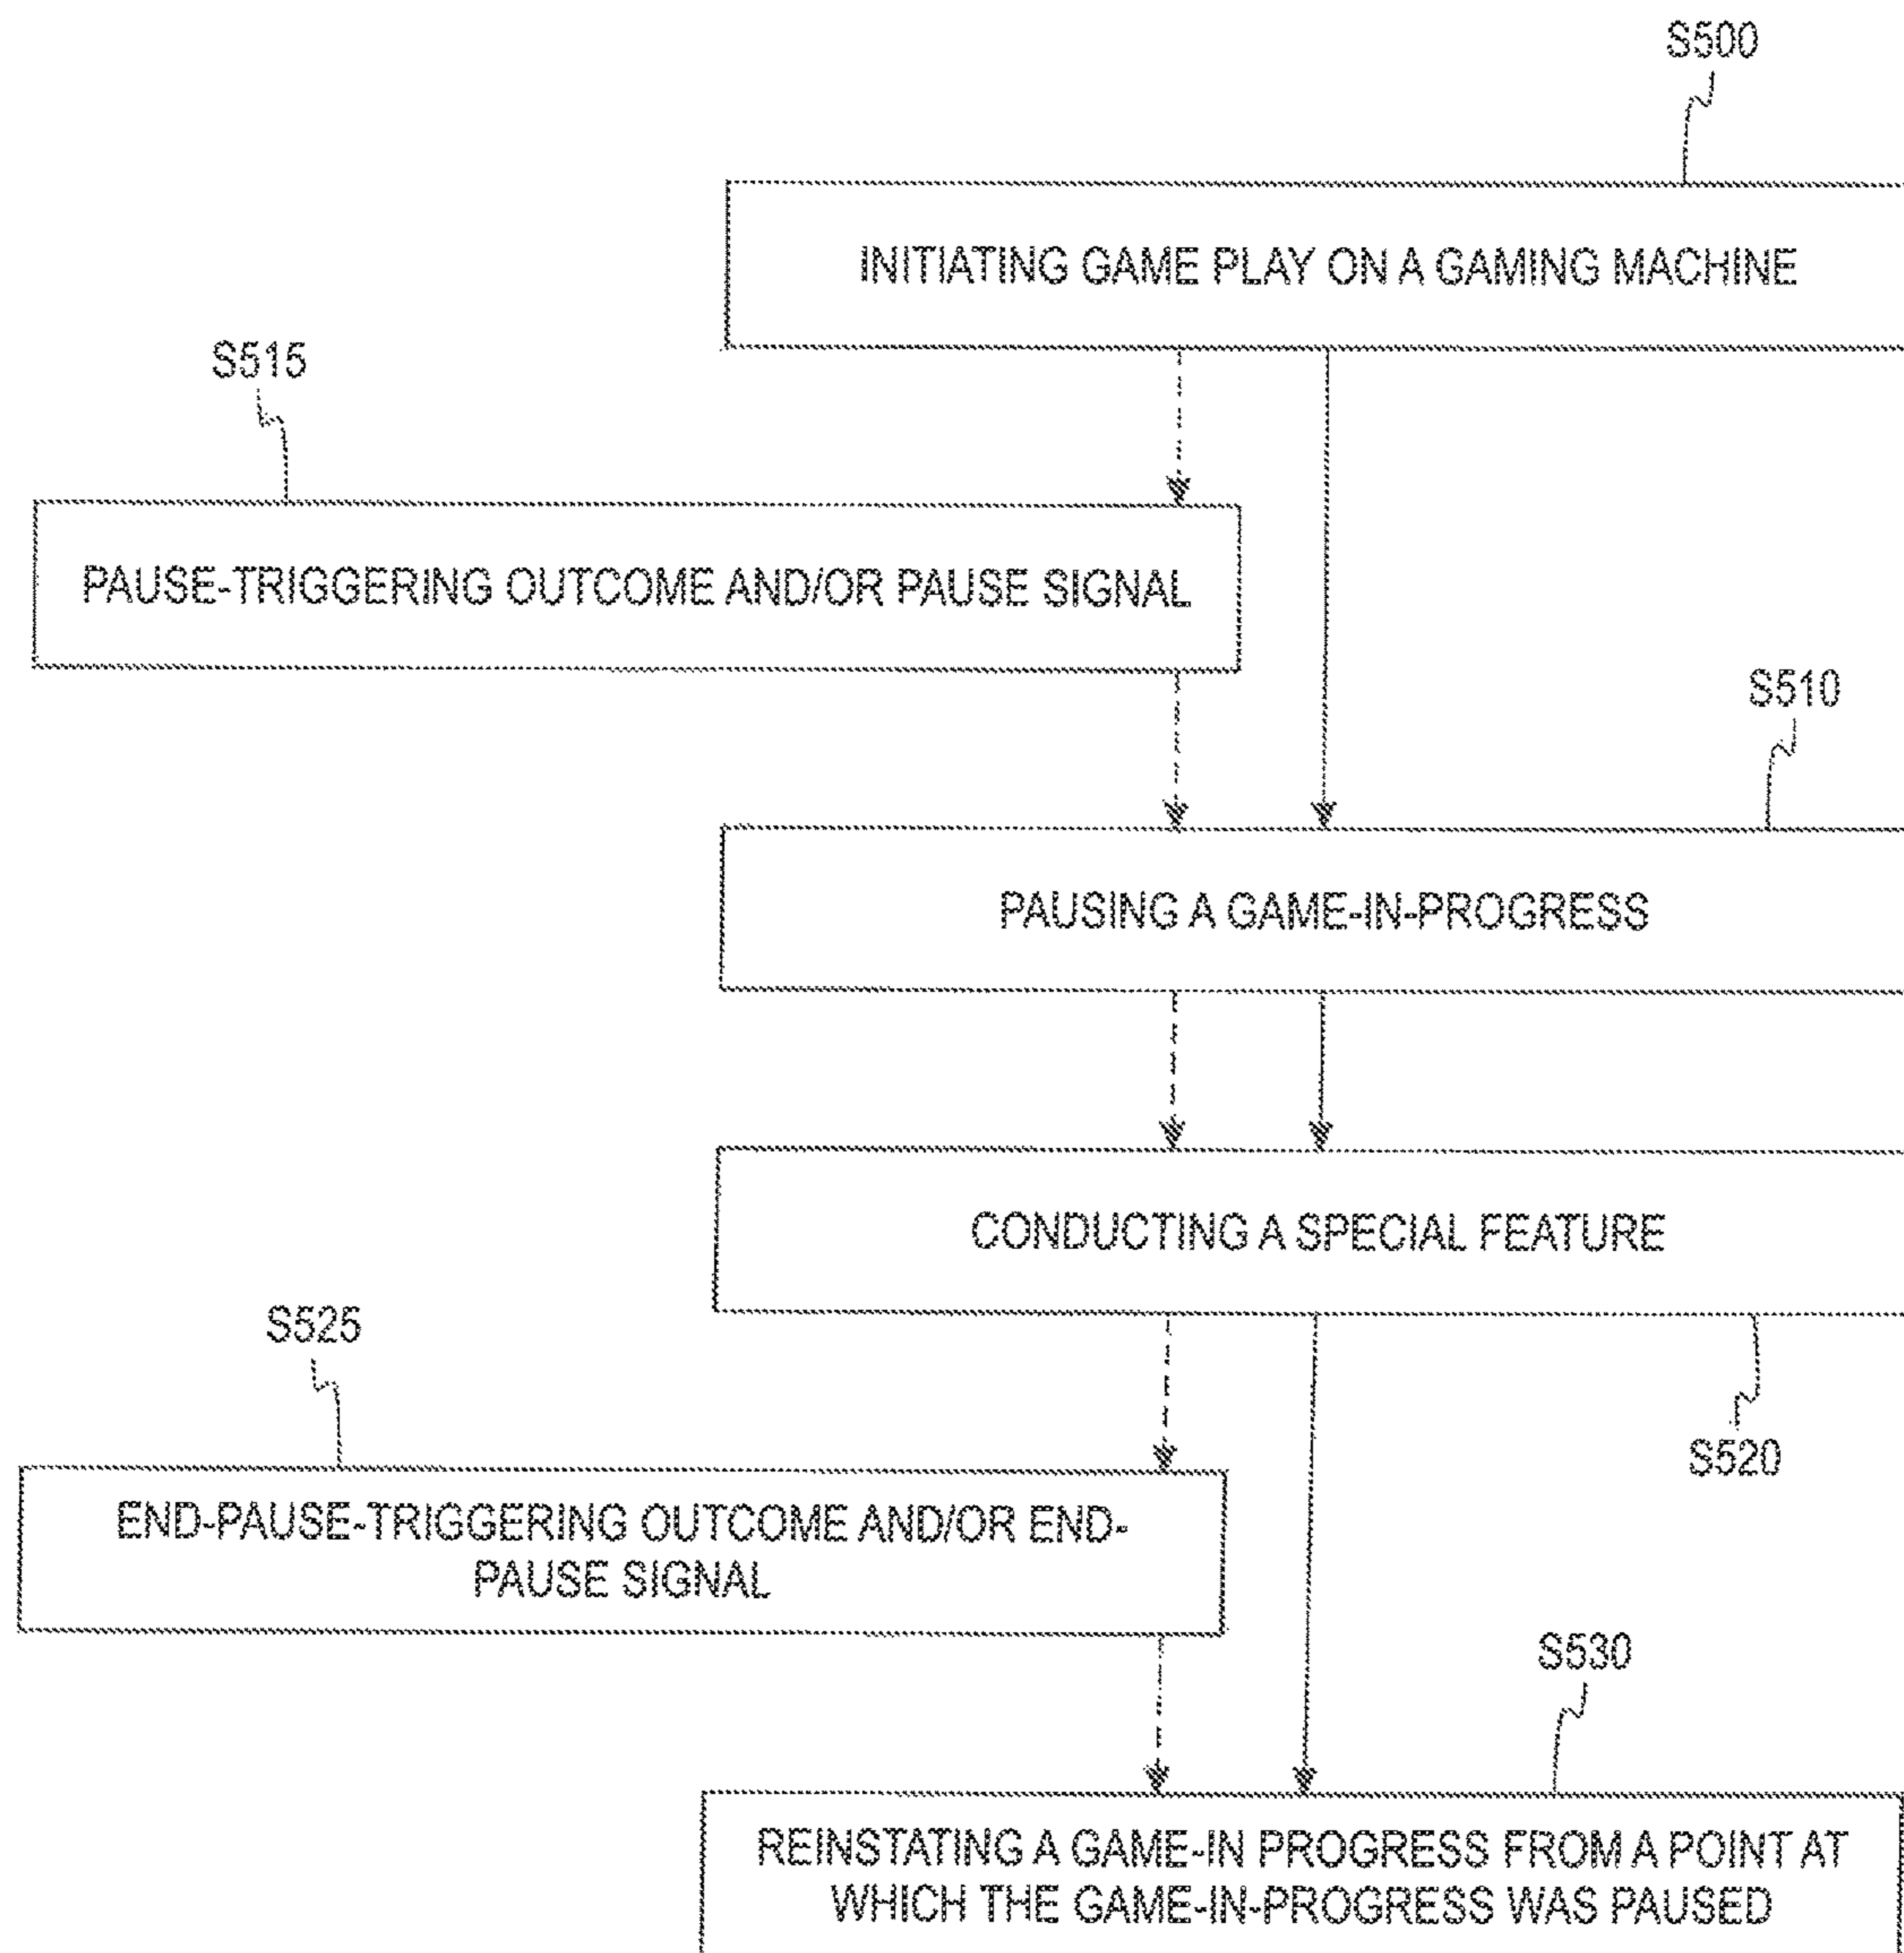 S500
INITIATING GAME PLAY ON A GAMING MACHINE
S515
PAUSE-TRIGGERING OUTCOME AND/OR PAUSE SIGNAL
S510
PAUSING A GAME-IN-PROGRESS
CONDUCTING A SPECIAL FEATURE
S525
S520
END-PAUSE-TRIGGERING OUTCOME AND/OR END-
PAUSE SIGNAL
S530
REINSTATING A GAME-IN PROGRESS FROM A POINT AT
WHICH THE GAME-IN-PROGRESS WAS PAUSED